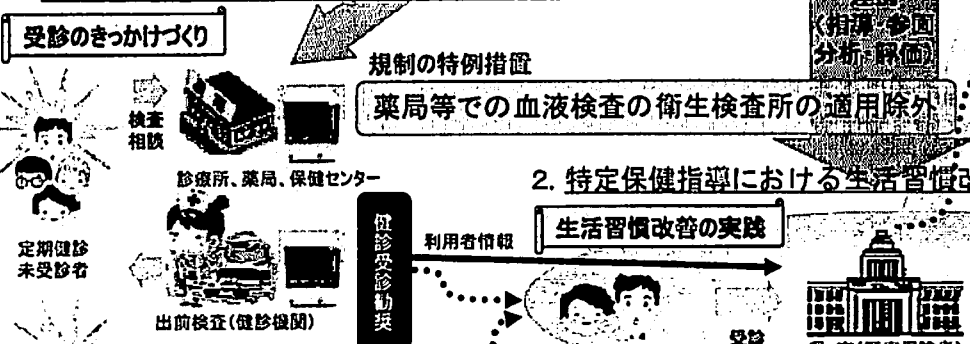 受診のきっかけづくり
(指導・参画
分析・評価)
規制の特例措置
薬局等での血液検査の衛生検査所の適用除外
検査
相談
診療所、薬局、保健センター
2. 特定保健指導における生活習慣改
定期健診
未受診者
健診受診勧奨
利用者情報
生活習慣改善の実践
出前検査(健診機関)
受診